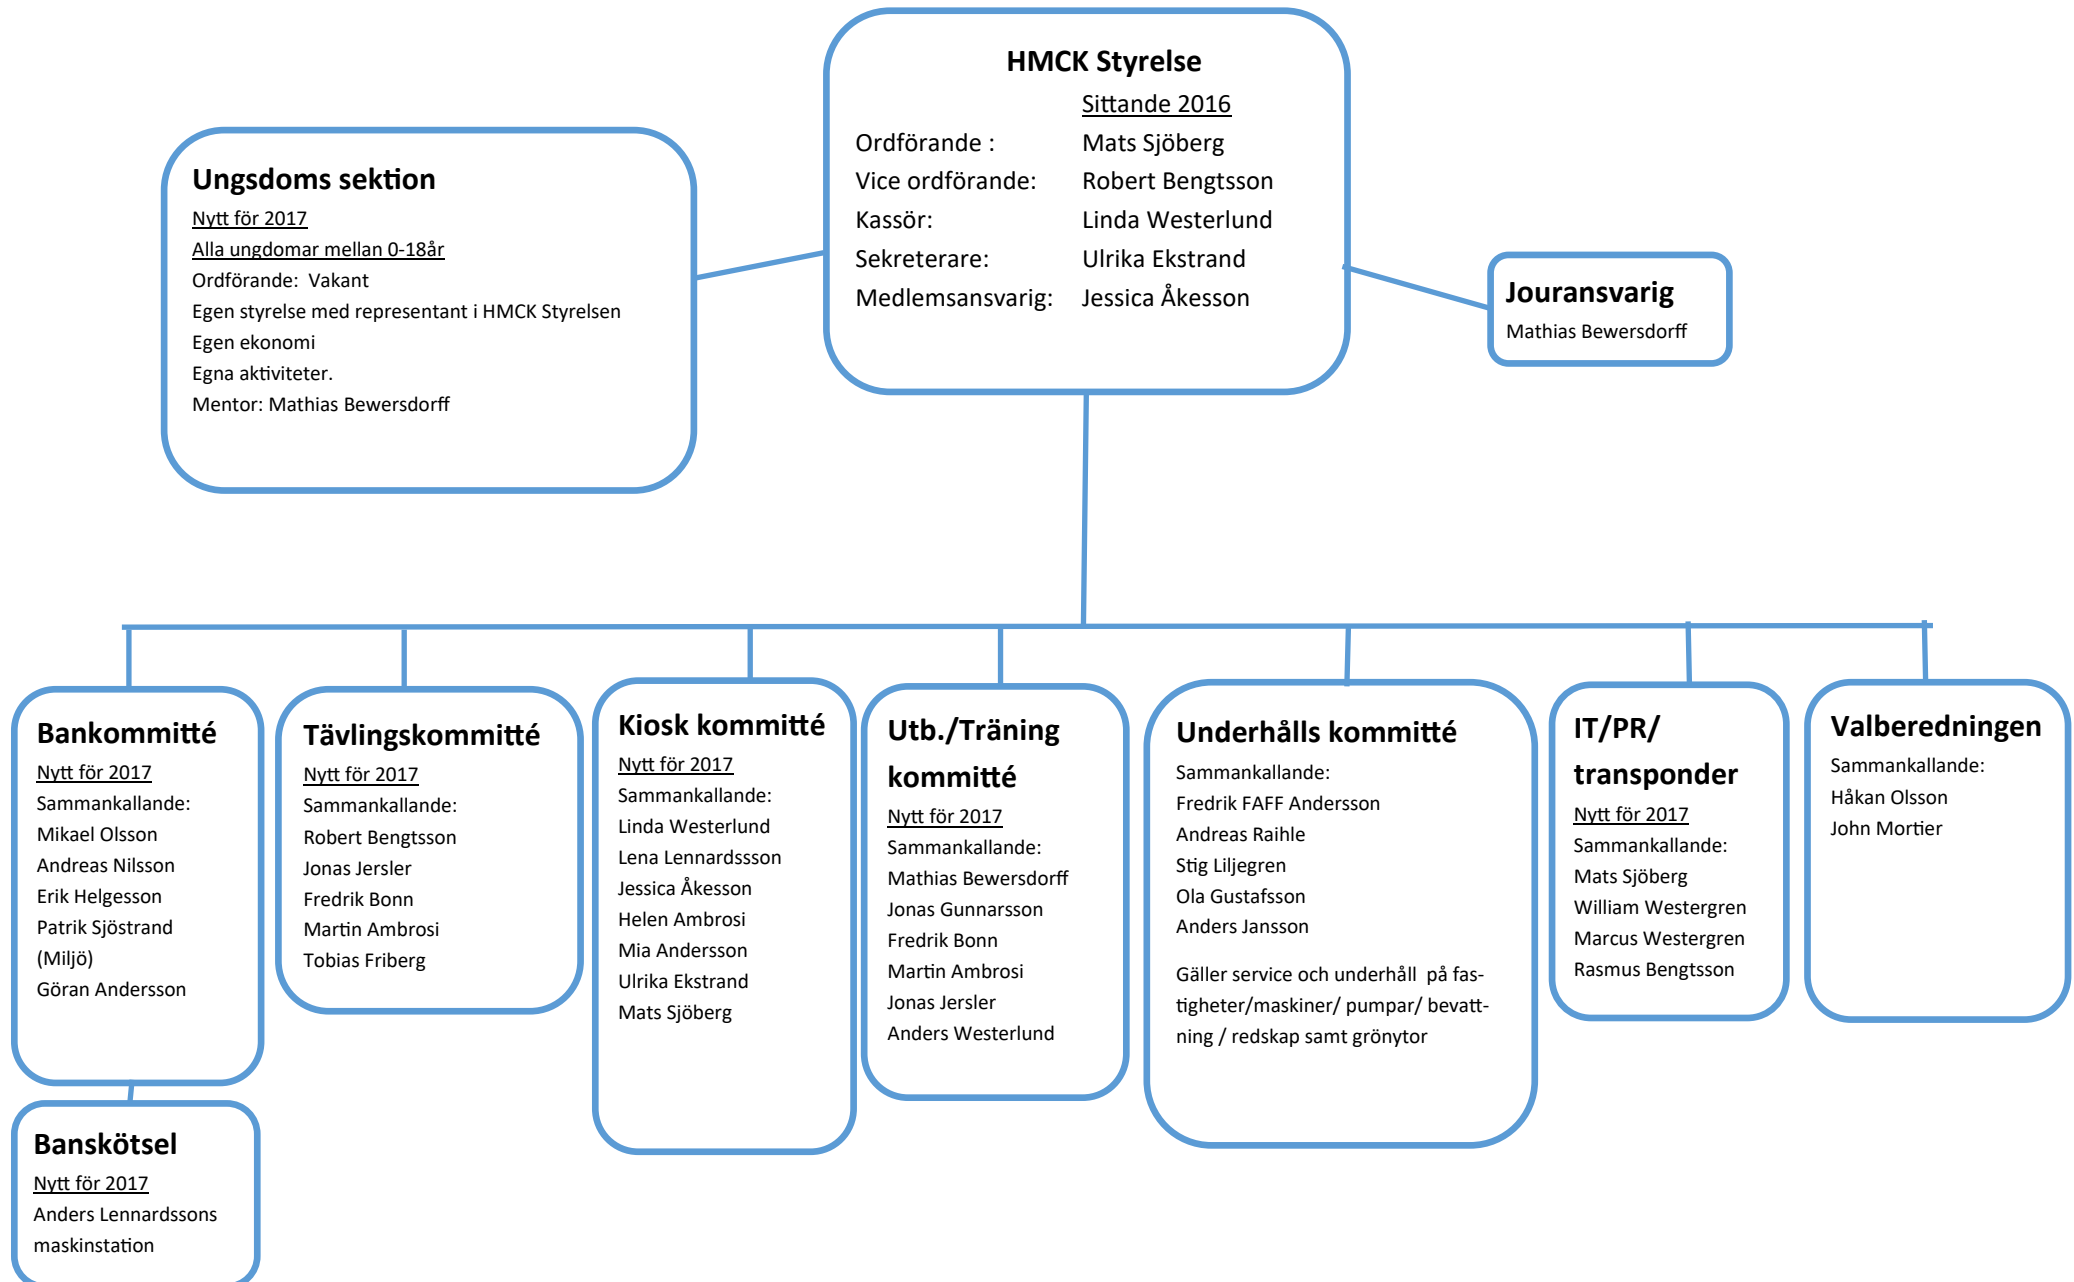 HMCK Styrelse
Sittande 2016
Ordförande : Mats Sjöberg
Vice ordförande: Robert Bengtsson
Kassör: Linda Westerlund
Sekreterare: Ulrika Ekstrand
Medlemsansvarig: Jessica Åkesson
Ungsdoms sektion
Nytt för 2017
Alla ungdomar mellan 0-18år
Ordförande: Vakant
Egen styrelse med representant i HMCK Styrelsen
Egen ekonomi
Egna aktiviteter.
Mentor: Mathias Bewersdorff
Jouransvarig
Mathias Bewersdorff
Bankommitté
Nytt för 2017
Sammankallande:
Mikael Olsson
Andreas Nilsson
Erik Helgesson
Patrik Sjöstrand
(Miljö)
Göran Andersson
Banskötsel
Nytt för 2017
Anders Lennardssons
maskinstation
Tävlingskommitté
Nytt för 2017
Sammankallande:
Robert Bengtsson
Jonas Jersler
Fredrik Bonn
Martin Ambrosi
Tobias Friberg
Kiosk kommitté
Nytt för 2017
Sammankallande:
Linda Westerlund
Lena Lennardssson
Jessica Åkesson
Helen Ambrosi
Mia Andersson
Ulrika Ekstrand
Mats Sjöberg
Utb./Träning
kommitté
Nytt för 2017
Sammankallande:
Mathias Bewersdorff
Jonas Gunnarsson
Fredrik Bonn
Martin Ambrosi
Jonas Jersler
Anders Westerlund
Underhålls kommitté
Sammankallande:
Fredrik FAFF Andersson
Andreas Raihle
Stig Liljegren
Ola Gustafsson
Anders Jansson
Gäller service och underhåll på fas-
tigheter/maskiner/ pumpar/ bevatt-
ning / redskap samt grönytor
IT/PR/
transponder
Nytt för 2017
Sammankallande:
Mats Sjöberg
William Westergren
Marcus Westergren
Rasmus Bengtsson
Valberedningen
Sammankallande:
Håkan Olsson
John Mortier